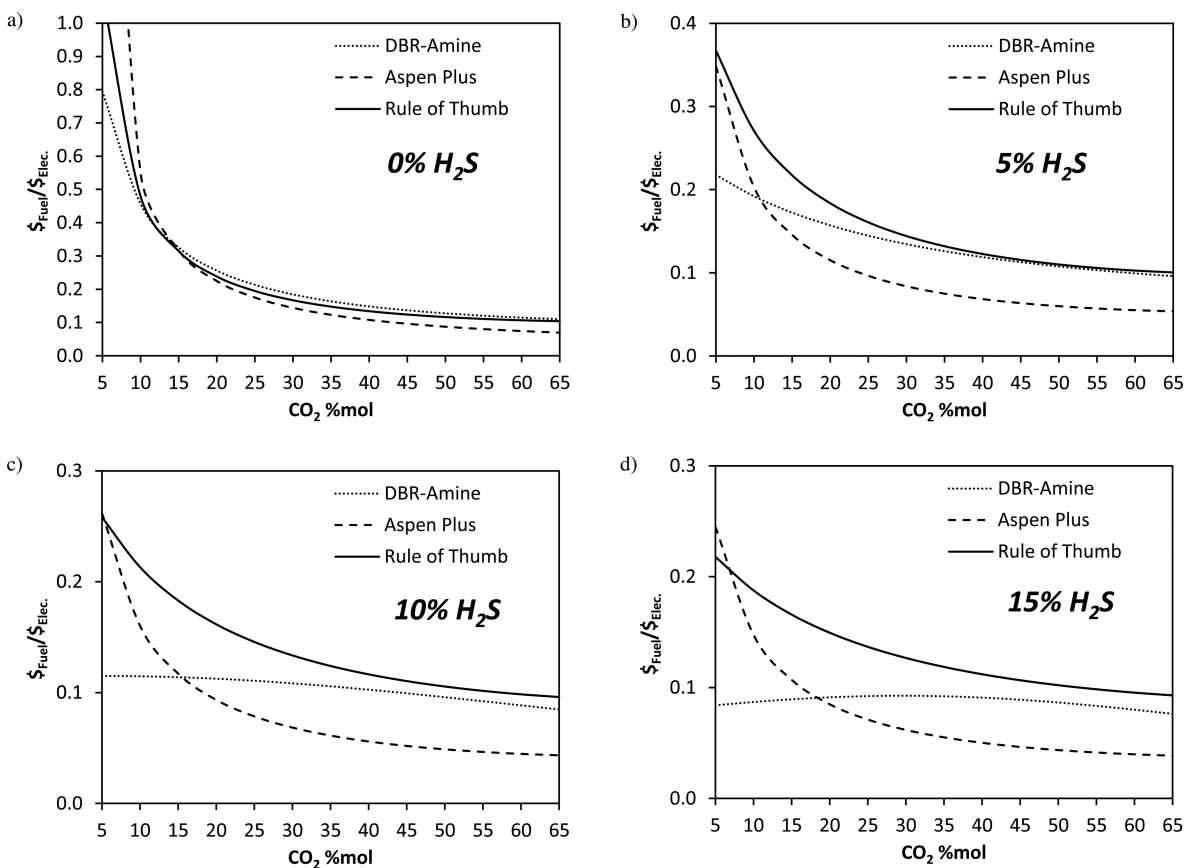 a)
1.0
0.9
0.8
0.7
0.6
0.5
0.4
0.3
0.2
0.1
0.0
$Fuel/$Elec.
DBR-Amine
Aspen Plus
Rule of Thumb
0% H2S
5 10 15 20 25 30 35 40 45 50 55 60 65
CO2 %mol
b)
0.4
0.3
0.2
0.1
0.0
$Fuel/$Elec.
DBR-Amine
Aspen Plus
Rule of Thumb
5% H2S
5 10 15 20 25 30 35 40 45 50 55 60 65
CO2 %mol
c)
0.3
0.2
0.1
0.0
$Fuel/$Elec.
DBR-Amine
Aspen Plus
Rule of Thumb
10% H2S
5 10 15 20 25 30 35 40 45 50 55 60 65
CO2 %mol
d)
0.3
0.2
0.1
0.0
$Fuel/$Elec.
DBR-Amine
Aspen Plus
Rule of Thumb
15% H2S
5 10 15 20 25 30 35 40 45 50 55 60 65
CO2 %mol